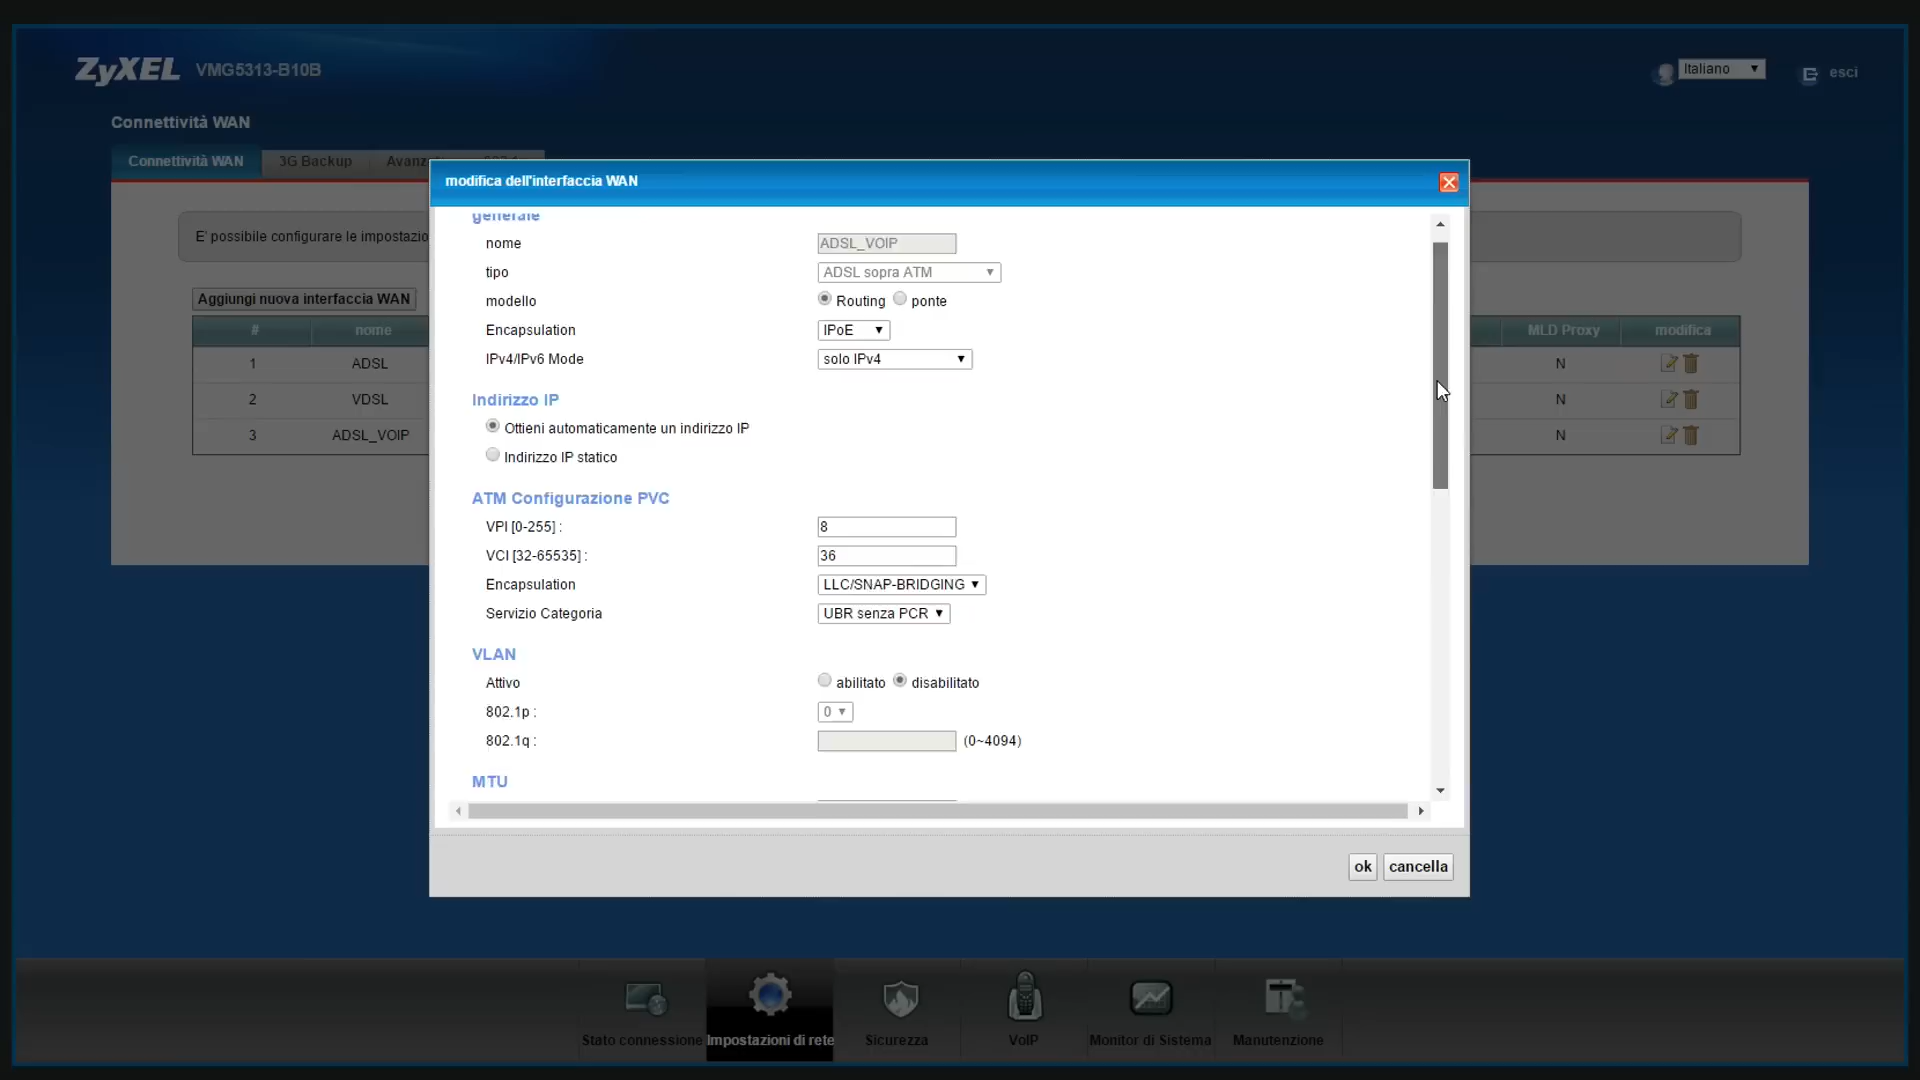 ZyXEL VMG5313-B10B
Italiano
esci
Connettività WAN
Connettività WAN 3G Backup
modifica dell'interfaccia WAN
E' possibile configurare le impostazio
generale
nome ADSL_VOIP
tipo ADSL sopra ATM
modello Routing ponte
Encapsulation IPoE
IPv4/IPv6 Mode solo IPv4
Indirizzo IP
Ottieni automaticamente un indirizzo IP
Indirizzo IP statico
ATM Configurazione PVC
VPI [0-255] : 8
VCI [32-65535] : 36
Encapsulation LLC/SNAP-BRIDGING
Servizio Categoria UBR senza PCR
VLAN
Attivo abilitato disabilitato
802.1p : 0
802.1q : (0~4094)
MTU
ok cancella
Aggiungi nuova interfaccia WAN
# nome MLD Proxy modifica
1 ADSL N
2 VDSL N
3 ADSL_VOIP N
Stato connessione Impostazioni di rete Sicurezza VoIP Monitor di Sistema Manutenzione